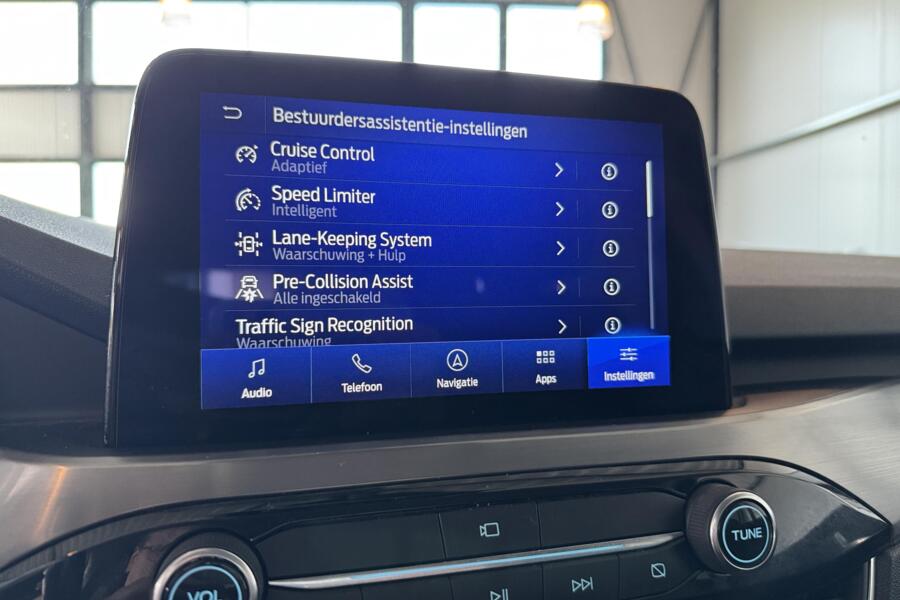 Bestuurdersassistentie-instellingen
Cruise Control
Adaptief
Speed Limiter
Intelligent
Lane-Keeping System
Waarschuwing + Hulp
Pre-Collision Assist
Alle ingeschakeld
Traffic Sign Recognition
Waarschuwing
Audio
Telefoon
Navigatie
Apps
Instellingen
TUNE
VOL